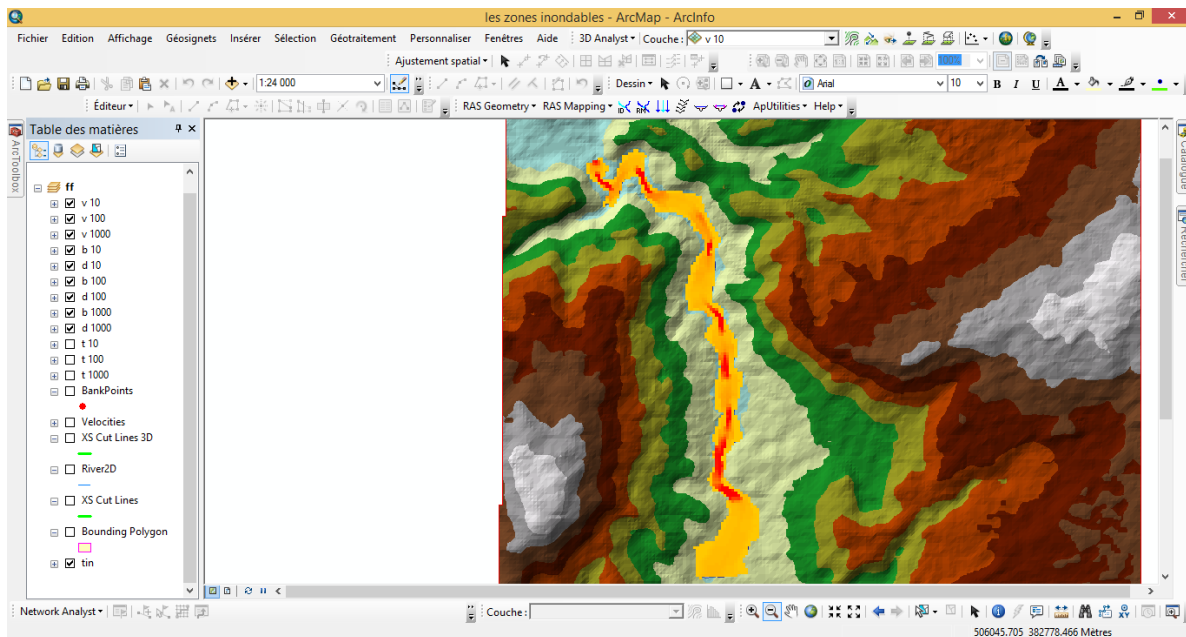 les zones inondables - ArcMap - ArcInfo
Fichier Edition Affichage Géosignets Insérer Sélection Géotraitement Personnaliser Fenêtres Aide 3D Analyst Couche: v 10
Ajustement spatial 100%
1:24 000 Dessin A Arial 10 B I U A
Éditeur RAS Geometry RAS Mapping ApUtilities Help
ArcToolbox
Table des matières
Catalogue
Rechercher
ff
v 10
v 100
v 1000
b 10
d 10
b 100
d 100
b 1000
d 1000
t 10
t 100
t 1000
BankPoints
Velocities
XS Cut Lines 3D
River2D
XS Cut Lines
Bounding Polygon
tin
Network Analyst Couche:
506045.705 382778.466 Mètres